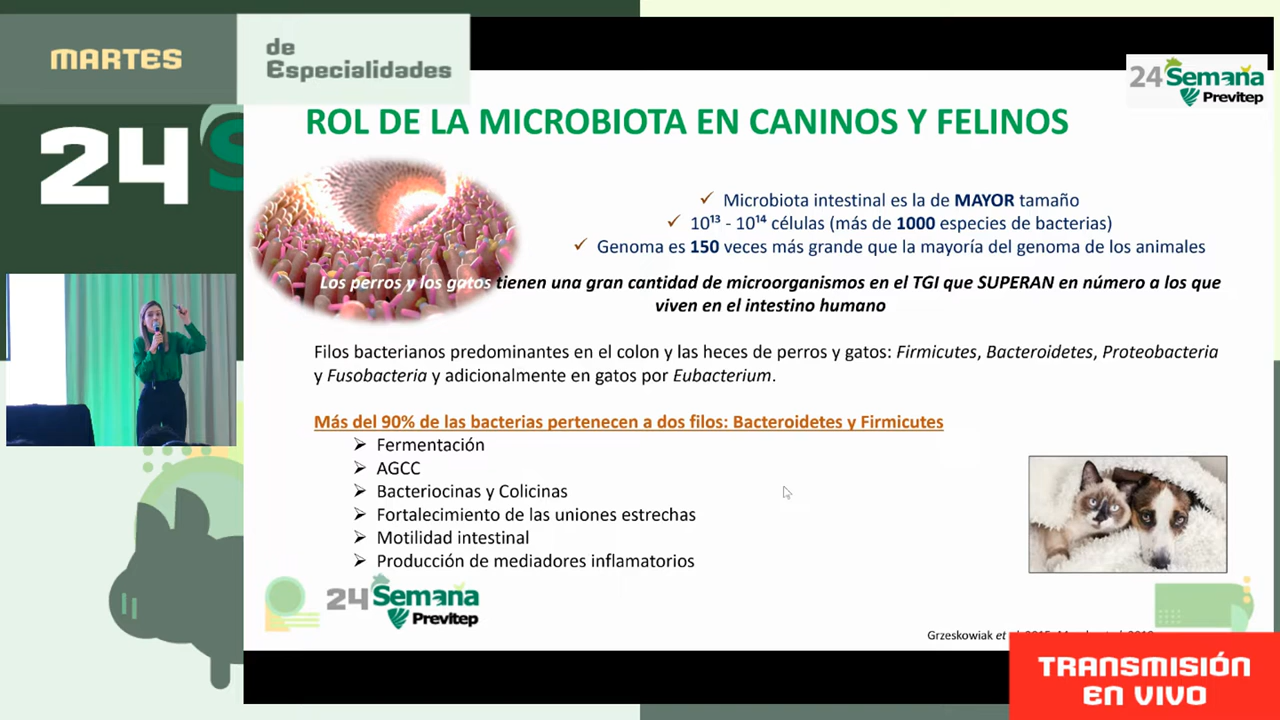 MARTES
de
Especialidades
24
24 Semana
Previtep
ROL DE LA MICROBIOTA EN CANINOS Y FELINOS
✓ Microbiota intestinal es la de MAYOR tamaño
✓ 10¹³ - 10¹⁴ células (más de 1000 especies de bacterias)
✓ Genoma es 150 veces más grande que la mayoría del genoma de los animales
Los perros y los gatos tienen una gran cantidad de microorganismos en el TGI que SUPERAN en número a los que
viven en el intestino humano
Filos bacterianos predominantes en el colon y las heces de perros y gatos: Firmicutes, Bacteroidetes, Proteobacteria
y Fusobacteria y adicionalmente en gatos por Eubacterium.
Más del 90% de las bacterias pertenecen a dos filos: Bacteroidetes y Firmicutes
➢ Fermentación
➢ AGCC
➢ Bacteriocinas y Colicinas
➢ Fortalecimiento de las uniones estrechas
➢ Motilidad intestinal
➢ Producción de mediadores inflamatorios
24 Semana
Previtep
Grzeskowiak et
TRANSMISIÓN
EN VIVO